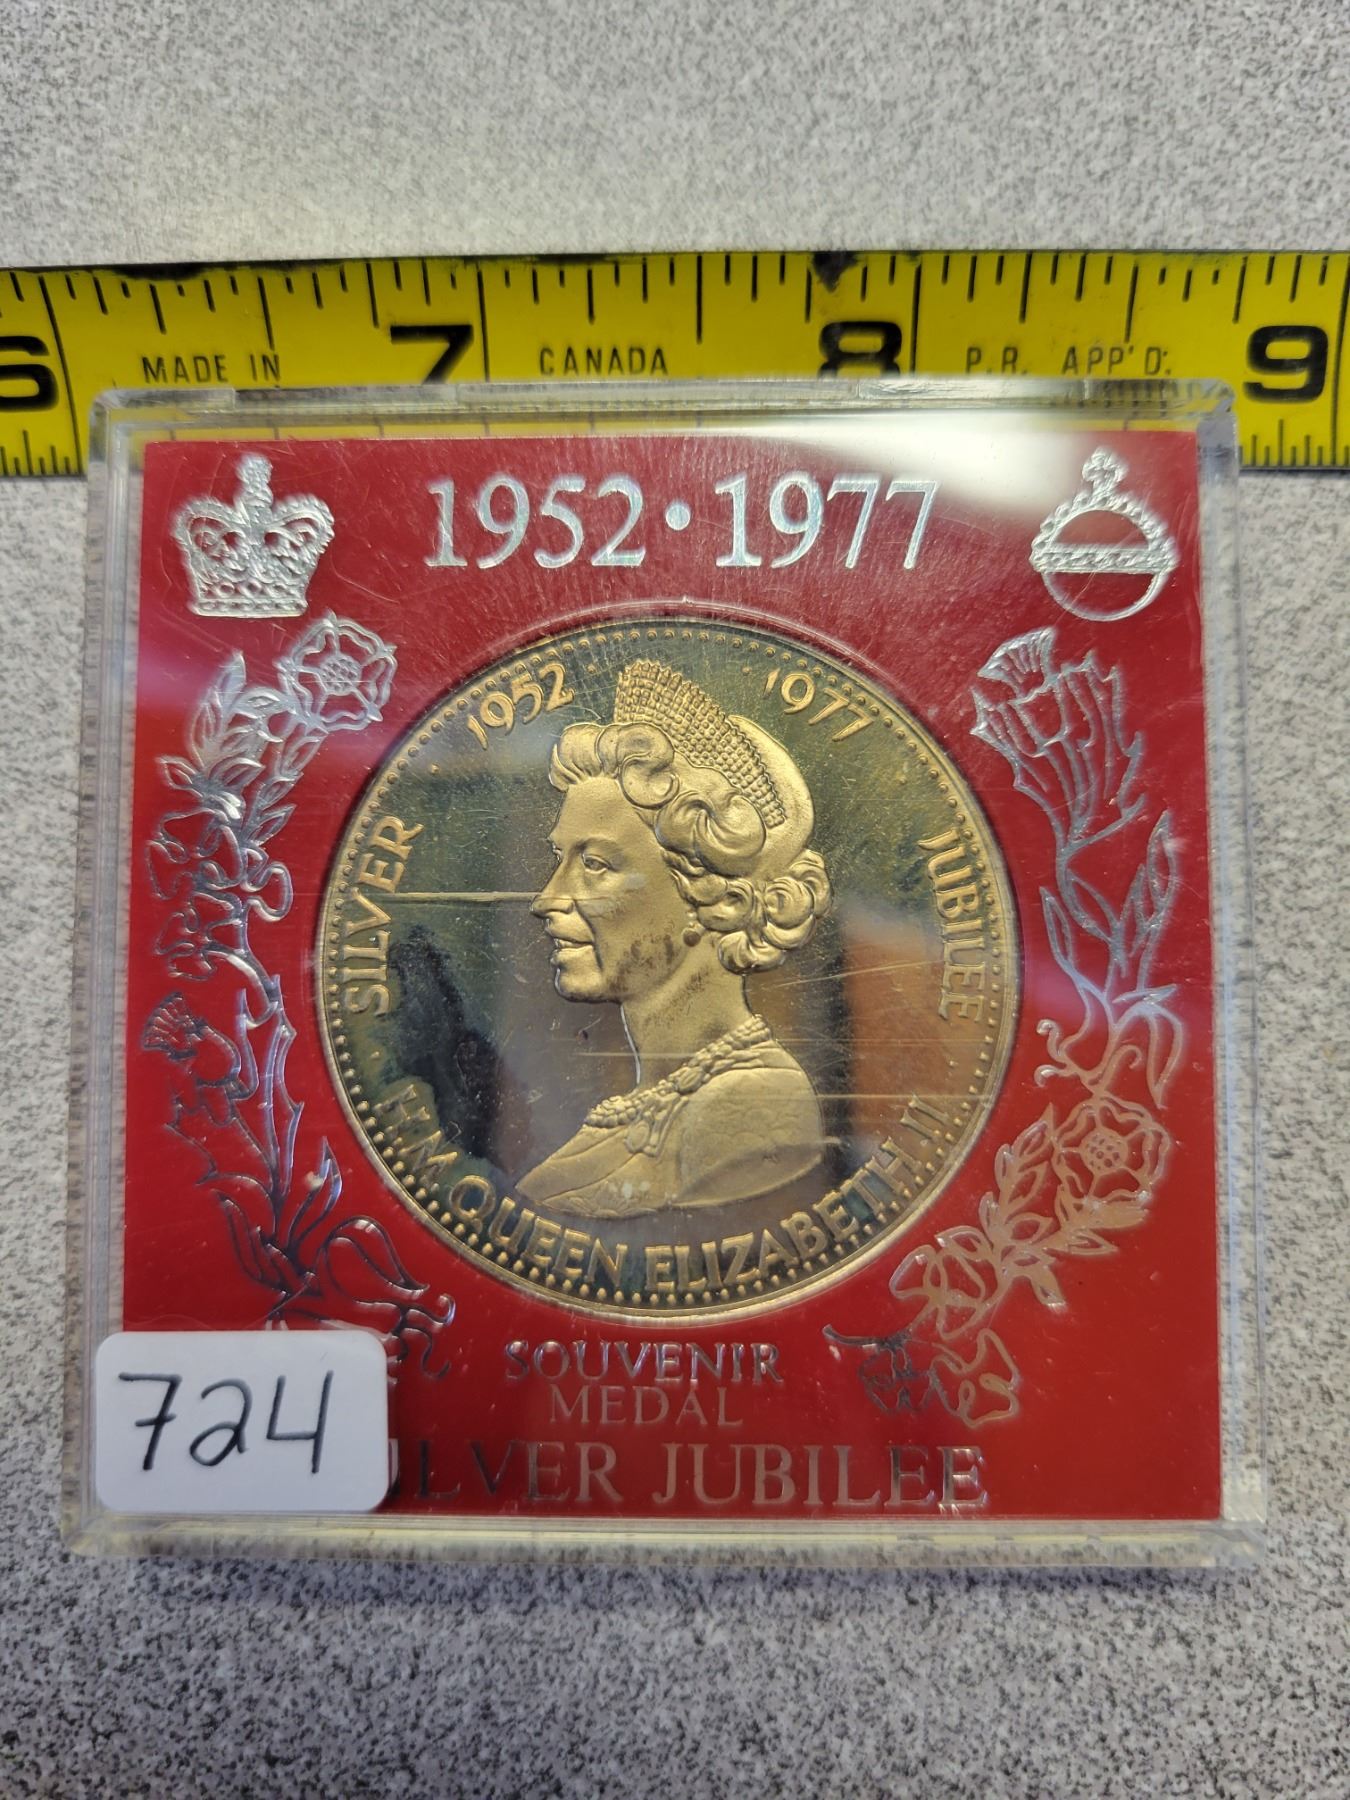 6 7 8 9
MADE IN CANADA P.R. APP'D:
1952·1977
1952 · · 1977
SILVER JUBILEE
H.M. QUEEN ELIZABETH II
SOUVENIR
MEDAL
SILVER JUBILEE
724